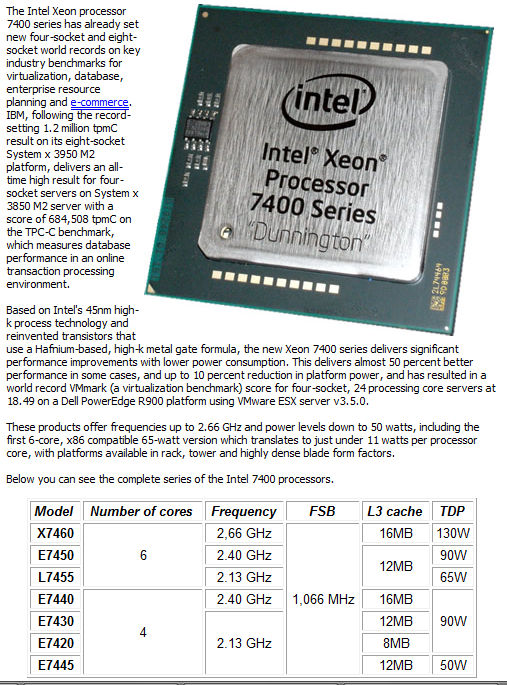 The Intel Xeon processor
7400 series has already set
new four-socket and eight-
socket world records on key
industry benchmarks for
virtualization, database,
enterprise resource
planning and e-commerce.
IBM, following the record-
setting 1.2 million tpmC
result on its eight-socket
System x 3950 M2
platform, delivers an all-
time high result for four-
socket servers on System x
3850 M2 server with a
score of 684,508 tpmC on
the TPC-C benchmark,
which measures database
performance in an online
transaction processing
environment.
intel
Intel® Xeon®
Processor
7400 Series
"Dunnington"
Based on Intel's 45nm high-
k process technology and
reinvented transistors that
use a Hafnium-based, high-k metal gate formula, the new Xeon 7400 series delivers significant
performance improvements with lower power consumption. This delivers almost 50 percent better
performance in some cases, and up to 10 percent reduction in platform power, and has resulted in a
world record VMmark (a virtualization benchmark) score for four-socket, 24 processing core servers at
18.49 on a Dell PowerEdge R900 platform using VMware ESX server v3.5.0.
These products offer frequencies up to 2.66 GHz and power levels down to 50 watts, including the
first 6-core, x86 compatible 65-watt version which translates to just under 11 watts per processor
core, with platforms available in rack, tower and highly dense blade form factors.
Below you can see the complete series of the Intel 7400 processors.
Model Number of cores Frequency FSB L3 cache TDP
X7460 2,66 GHz 16MB 130W
E7450 6 2.40 GHz 12MB 90W
L7455 2.13 GHz 65W
E7440 2.40 GHz 1,066 MHz 16MB
E7430 4 2.13 GHz 12MB 90W
E7420 8MB
E7445 12MB 50W